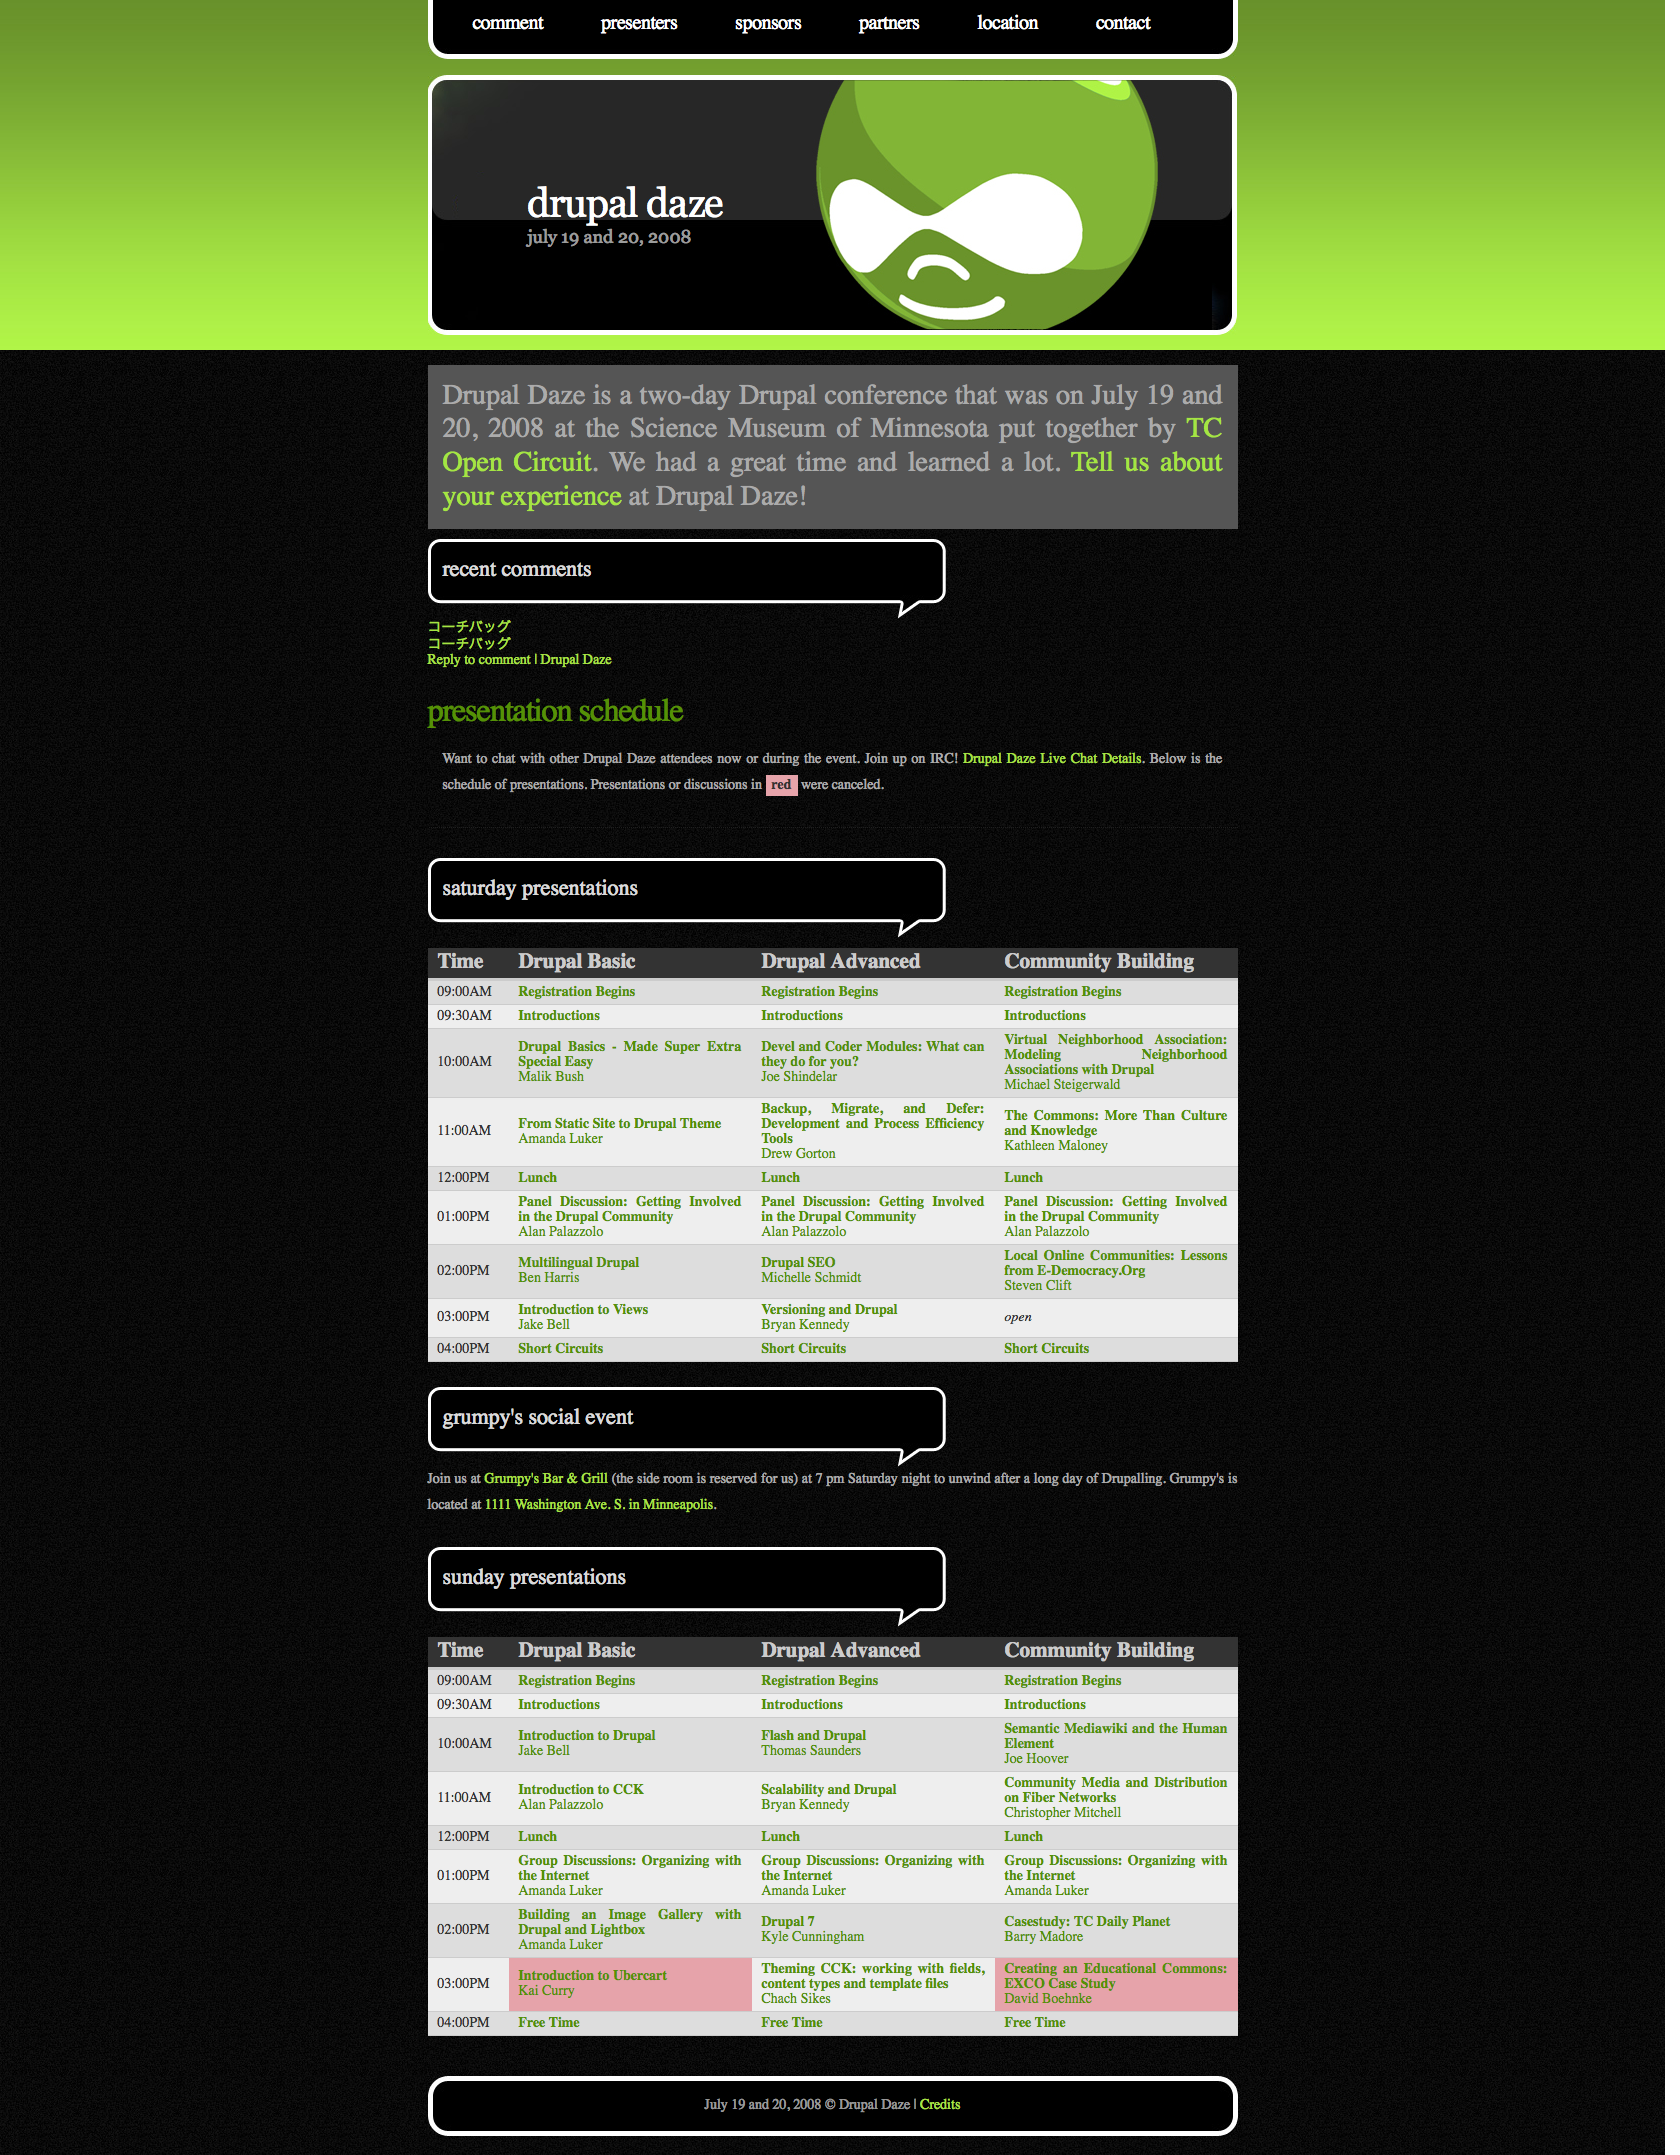 comment presenters sponsors partners location contact
drupal daze
july 19 and 20, 2008
Drupal Daze is a two-day Drupal conference that was on July 19 and
20, 2008 at the Science Museum of Minnesota put together by TC
Open Circuit. We had a great time and learned a lot. Tell us about
your experience at Drupal Daze!
recent comments
コーチバッグ
コーチバッグ
Reply to comment | Drupal Daze
presentation schedule
Want to chat with other Drupal Daze attendees now or during the event. Join up on IRC! Drupal Daze Live Chat Details. Below is the
schedule of presentations. Presentations or discussions in red were canceled.
saturday presentations
Time Drupal Basic Drupal Advanced Community Building
09:00AM Registration Begins Registration Begins Registration Begins
09:30AM Introductions Introductions Introductions
10:00AM
Drupal Basics - Made Super Extra
Special Easy
Malik Bush
Devel and Coder Modules: What can
they do for you?
Joe Shindelar
Virtual Neighborhood Association:
Modeling Neighborhood
Associations with Drupal
Michael Steigerwald
11:00AM
From Static Site to Drupal Theme
Amanda Luker
Backup, Migrate, and Defer:
Development and Process Efficiency
Tools
Drew Gorton
The Commons: More Than Culture
and Knowledge
Kathleen Maloney
12:00PM Lunch Lunch Lunch
01:00PM
Panel Discussion: Getting Involved
in the Drupal Community
Alan Palazzolo
Panel Discussion: Getting Involved
in the Drupal Community
Alan Palazzolo
Panel Discussion: Getting Involved
in the Drupal Community
Alan Palazzolo
02:00PM
Multilingual Drupal
Ben Harris
Drupal SEO
Michelle Schmidt
Local Online Communities: Lessons
from E-Democracy.Org
Steven Clift
03:00PM
Introduction to Views
Jake Bell
Versioning and Drupal
Bryan Kennedy
open
04:00PM Short Circuits Short Circuits Short Circuits
grumpy's social event
Join us at Grumpy's Bar & Grill (the side room is reserved for us) at 7 pm Saturday night to unwind after a long day of Drupalling. Grumpy's is
located at 1111 Washington Ave. S. in Minneapolis.
sunday presentations
Time Drupal Basic Drupal Advanced Community Building
09:00AM Registration Begins Registration Begins Registration Begins
09:30AM Introductions Introductions Introductions
10:00AM
Introduction to Drupal
Jake Bell
Flash and Drupal
Thomas Saunders
Semantic Mediawiki and the Human
Element
Joe Hoover
11:00AM
Introduction to CCK
Alan Palazzolo
Scalability and Drupal
Bryan Kennedy
Community Media and Distribution
on Fiber Networks
Christopher Mitchell
12:00PM Lunch Lunch Lunch
01:00PM
Group Discussions: Organizing with
the Internet
Amanda Luker
Group Discussions: Organizing with
the Internet
Amanda Luker
Group Discussions: Organizing with
the Internet
Amanda Luker
02:00PM
Building an Image Gallery with
Drupal and Lightbox
Amanda Luker
Drupal 7
Kyle Cunningham
Casestudy: TC Daily Planet
Barry Madore
03:00PM
Introduction to Ubercart
Kai Curry
Theming CCK: working with fields,
content types and template files
Chach Sikes
Creating an Educational Commons:
EXCO Case Study
David Boehnke
04:00PM Free Time Free Time Free Time
July 19 and 20, 2008 © Drupal Daze | Credits